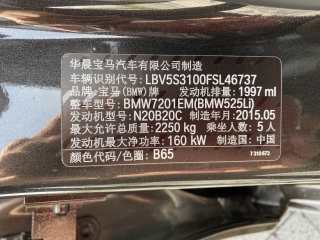 华晨宝马汽车有限公司制造
车辆识别代号: LBV5S3100FSL46737
品牌: 宝马(BMW) 发动机排量: 1997 ml
整车型号: BMW7201EM(BMW525Li)
发动机型号: N20B20C 制造年月: 2015.05
最大允许总质量: 2250 kg 乘坐人数: 5人
发动机最大净功率: 160 kW 制造国: 中国
颜色代码/色圈: B65
7310673